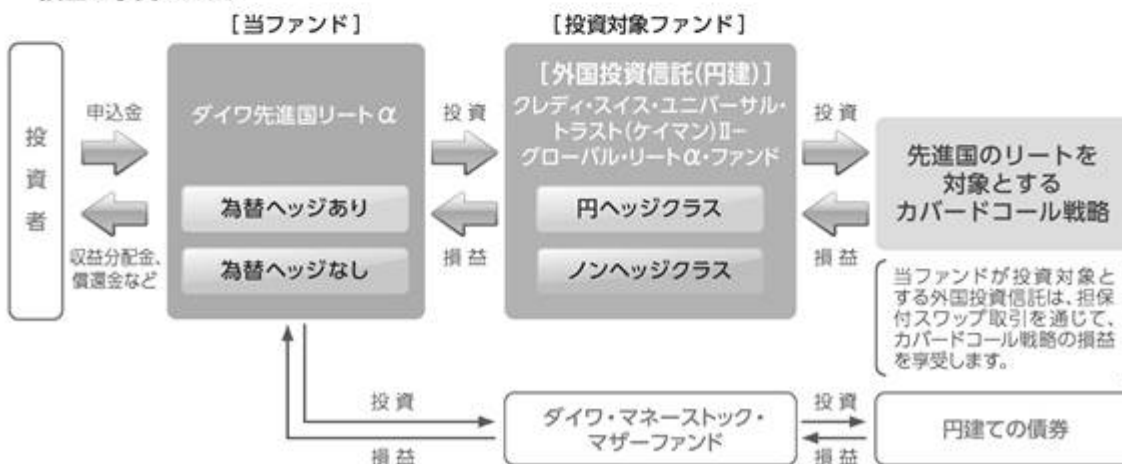 [当ファンド]
[投資対象ファンド]
投資者
申込金
収益分配金、
償還金など
ダイワ先進国リートα
為替ヘッジあり
為替ヘッジなし
投資
損益
[外国投資信託(円建)]
クレディ・スイス・ユニバーサル・
トラスト(ケイマン)Ⅱ−
グローバル・リートα・ファンド
円ヘッジクラス
ノンヘッジクラス
投資
損益
先進国のリートを
対象とする
カバードコール戦略
当ファンドが投資対象と
する外国投資信託は、担保
付スワップ取引を通じて、
カバードコール戦略の損益
を享受します。
投資
損益
ダイワ・マネーストック・
マザーファンド
投資
損益
円建ての債券